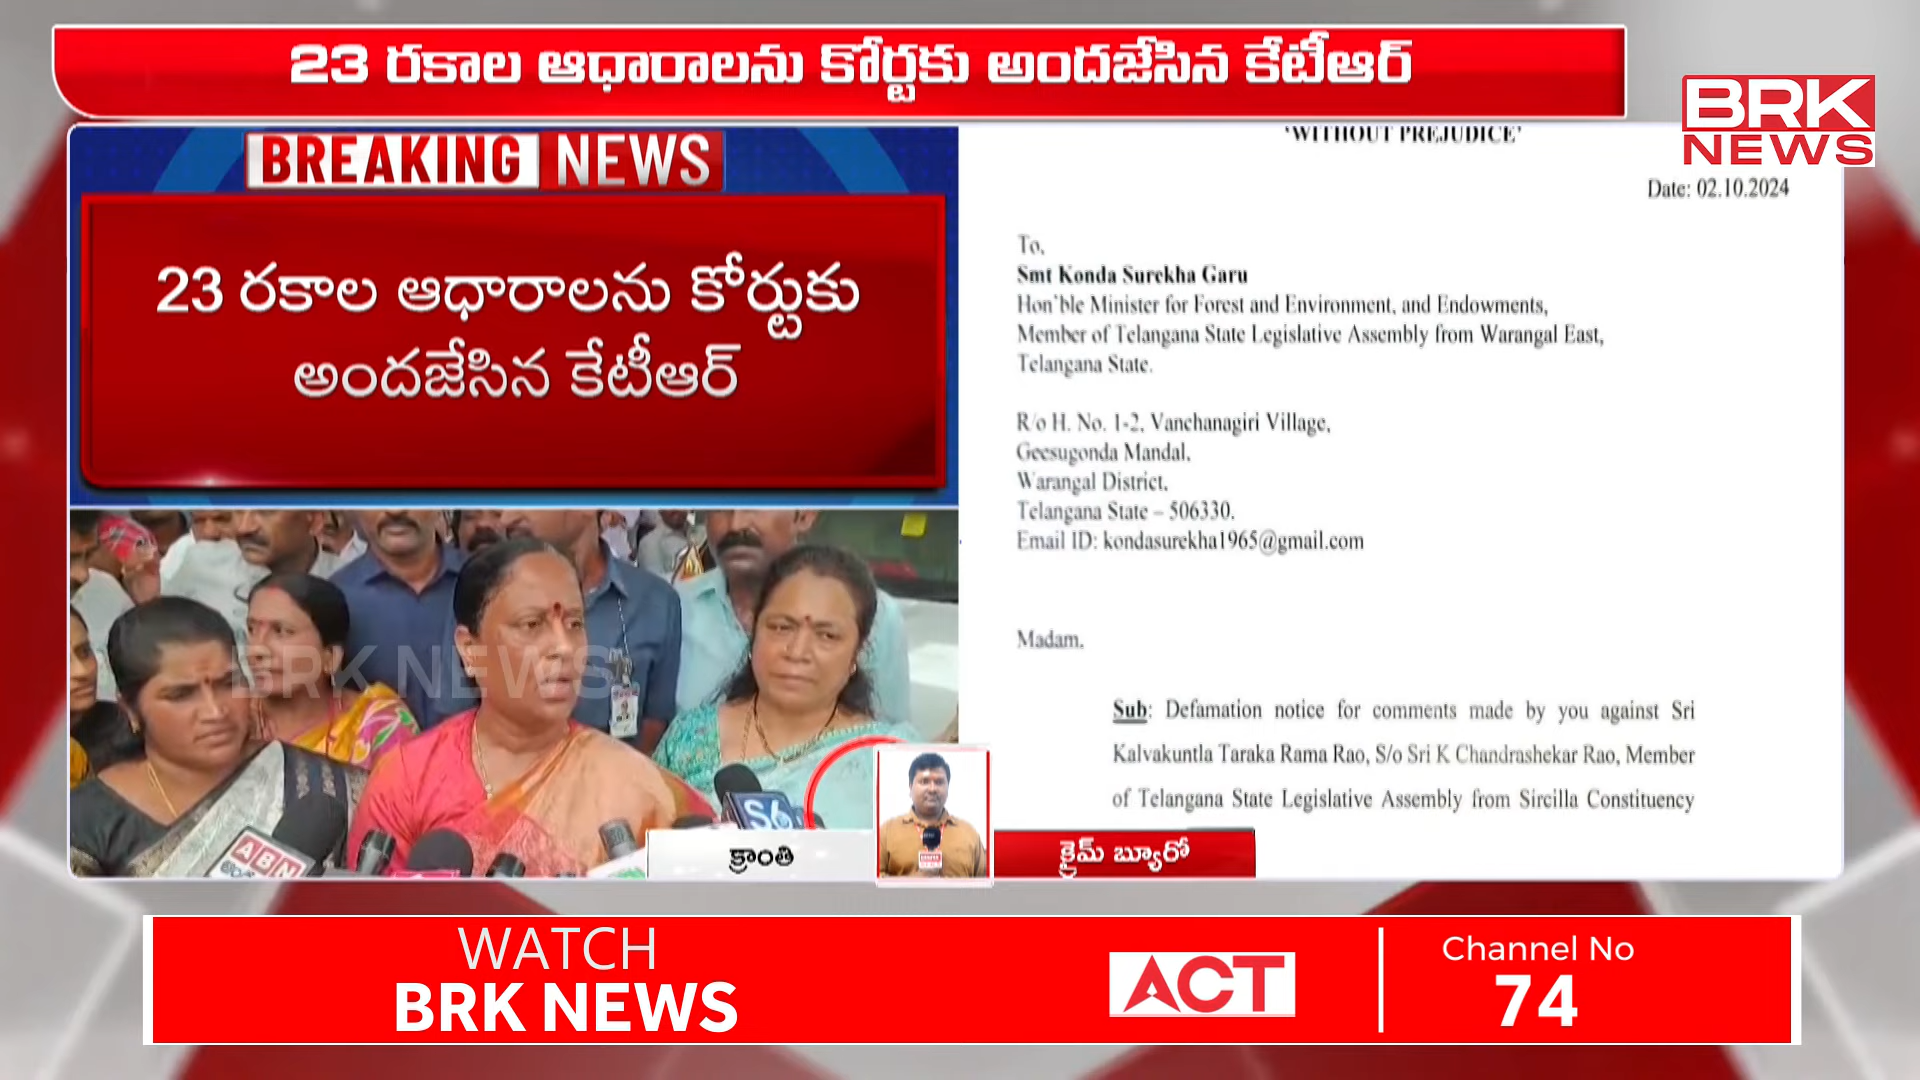 23 రకాల ఆధారాలను కోర్టుకు అందజేసిన కేటీఆర్
BRK
NEWS
BREAKING NEWS
23 రకాల ఆధారాలను కోర్టుకు
అందజేసిన కేటీఆర్
'WITHOUT PREJUDICE'
Date: 02.10.2024
To,
Smt Konda Surekha Garu
Hon'ble Minister for Forest and Environment, and Endowments,
Member of Telangana State Legislative Assembly from Warangal East,
Telangana State.
R/o H. No. 1-2, Vanchanagiri Village,
Geesugonda Mandal,
Warangal District,
Telangana State – 506330.
Email ID: kondasurekha1965@gmail.com
Madam,
Sub: Defamation notice for comments made by you against Sri
Kalvakuntla Taraka Rama Rao, S/o Sri K Chandrashekar Rao, Member
of Telangana State Legislative Assembly from Sircilla Constituency
BRK NEWS
S6
ABN
క్రాంతి
క్రైమ్ బ్యూరో
WATCH
BRK NEWS
ACT
Channel No
74